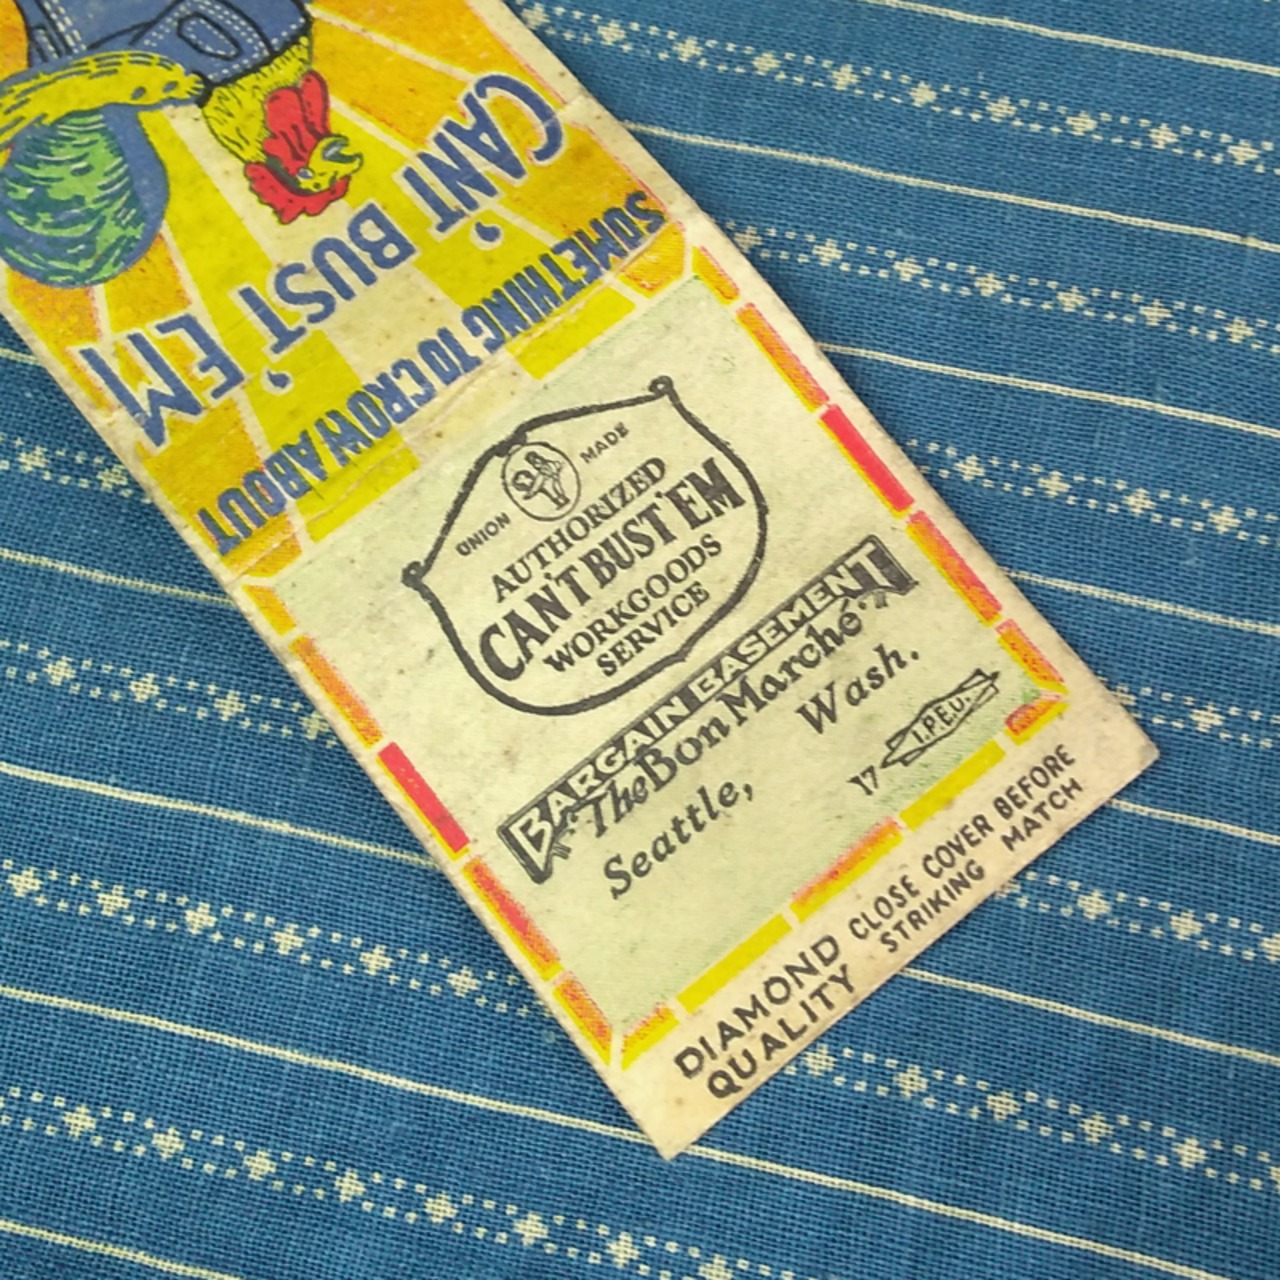 CAN'T BUST 'EM
SOMETHING TO CROW ABOUT
UNION MADE
AUTHORIZED
CAN'T BUST 'EM
WORKGOODS
SERVICE
BARGAIN BASEMENT
"The Bon Marché"
Seattle, Wash.
17 I.P.E.U.
DIAMOND QUALITY
CLOSE COVER BEFORE
STRIKING MATCH